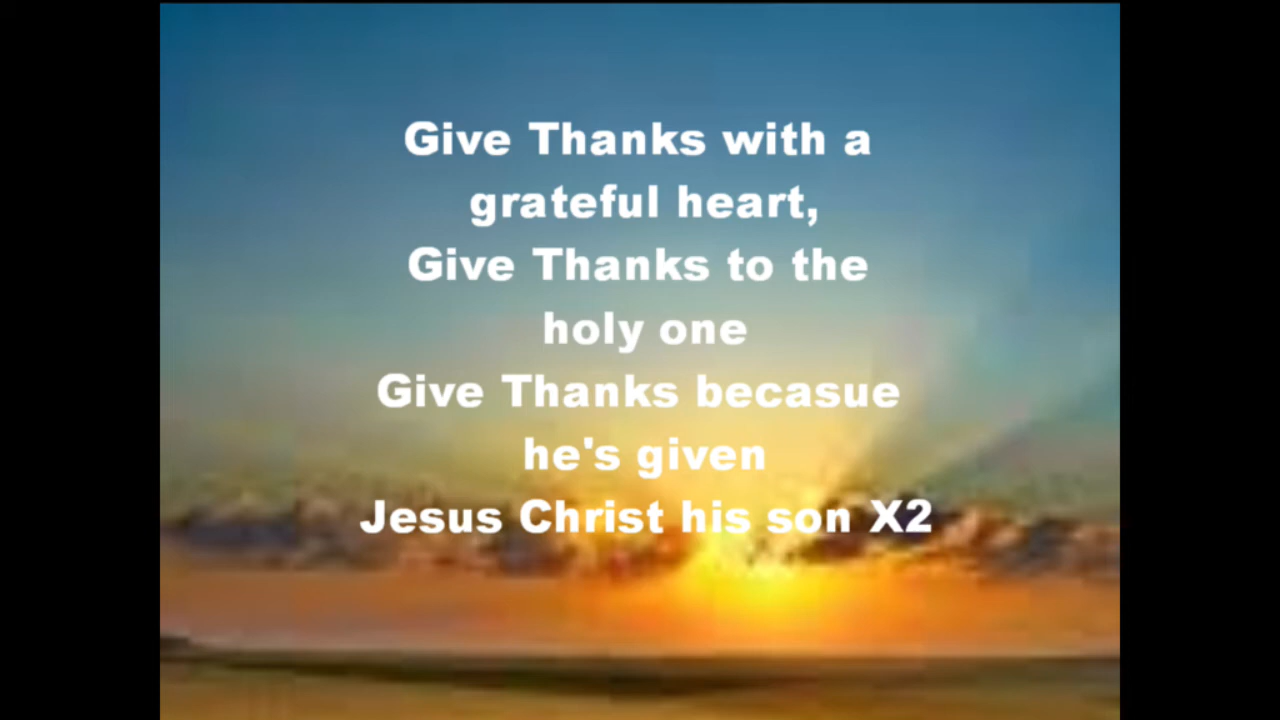 Give Thanks with a
grateful heart,
Give Thanks to the
holy one
Give Thanks becasue
he's given
Jesus Christ his son X2